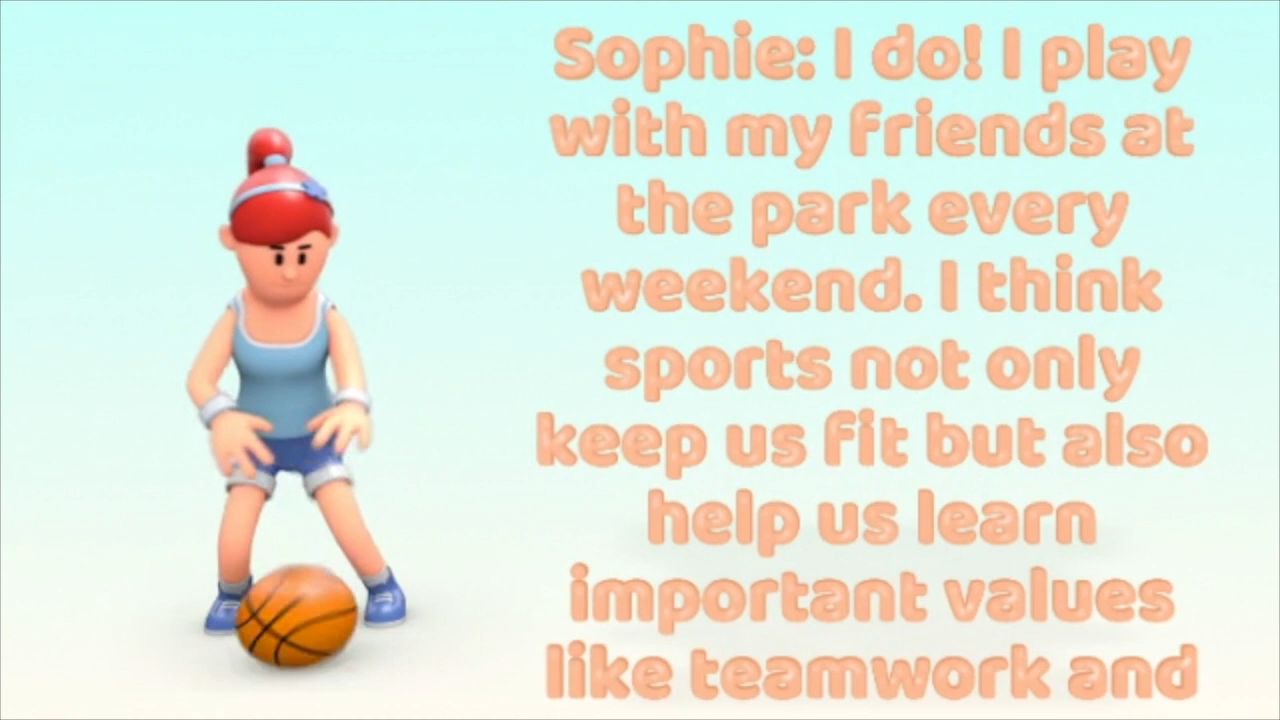 Sophie: I do! I play
with my friends at
the park every
weekend. I think
sports not only
keep us fit but also
help us learn
important values
like teamwork and